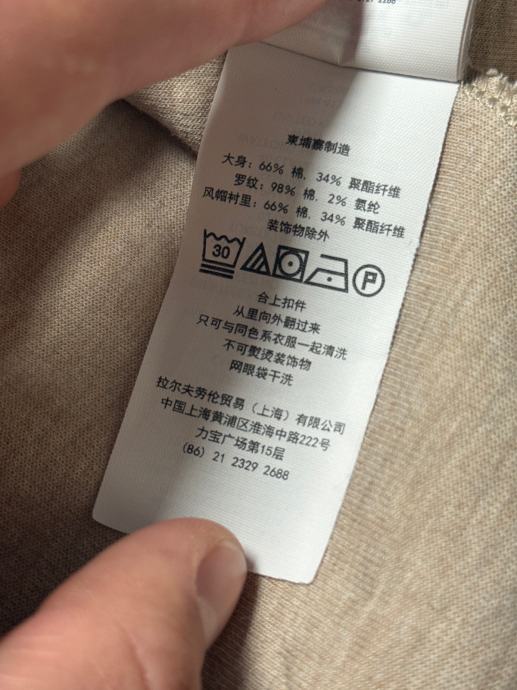 柬埔寨制造
大身：66% 棉, 34% 聚酯纤维
罗纹：98% 棉, 2% 氨纶
风帽衬里：66% 棉, 34% 聚酯纤维
装饰物除外
30 P
合上扣件
从里向外翻过来
只可与同色系衣服一起清洗
不可熨烫装饰物
网眼袋干洗
拉尔夫劳伦贸易（上海）有限公司
中国上海黄浦区淮海中路222号
力宝广场第15层
(86) 21 2329 2688